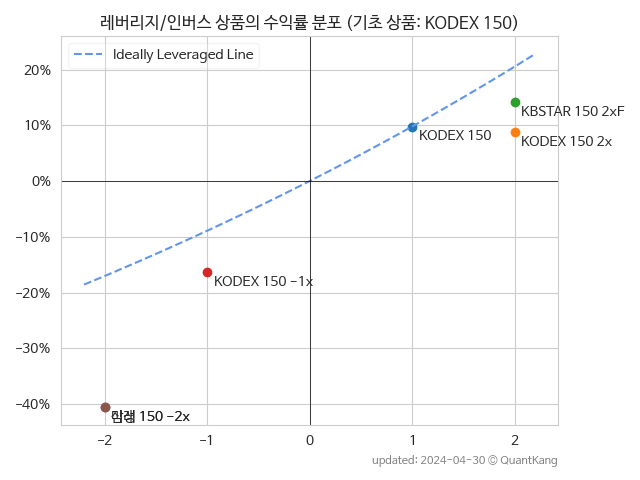 레버리지/인버스 상품의 수익률 분포 (기초 상품: KODEX 150)
Ideally Leveraged Line
20%
10%
0%
−10%
−20%
−30%
−40%
KBSTAR 150 2xF
KODEX 150
KODEX 150 2x
KODEX 150 −1x
150 −2x
−2
−1
0
1
2
updated: 2024-04-30 © QuantKang